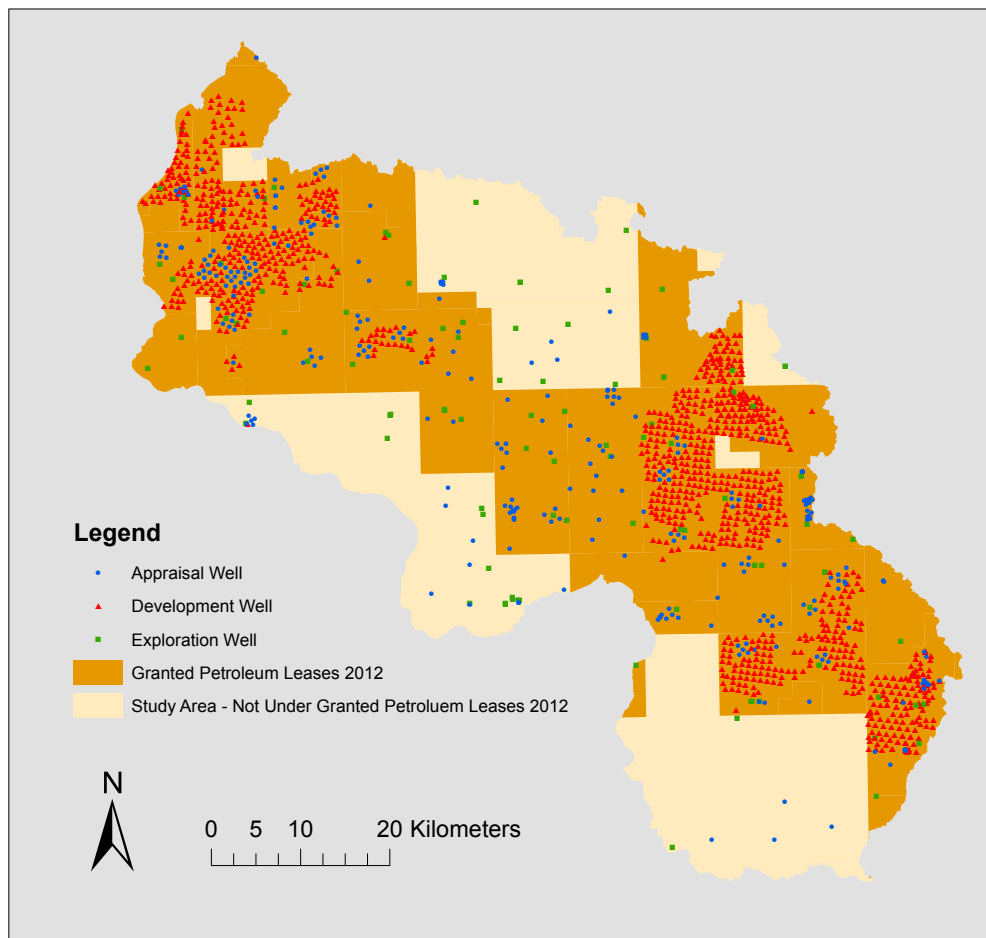 Legend
Appraisal Well
Development Well
Exploration Well
Granted Petroleum Leases 2012
Study Area - Not Under Granted Petroluem Leases 2012
N
0 5 10 20 Kilometers